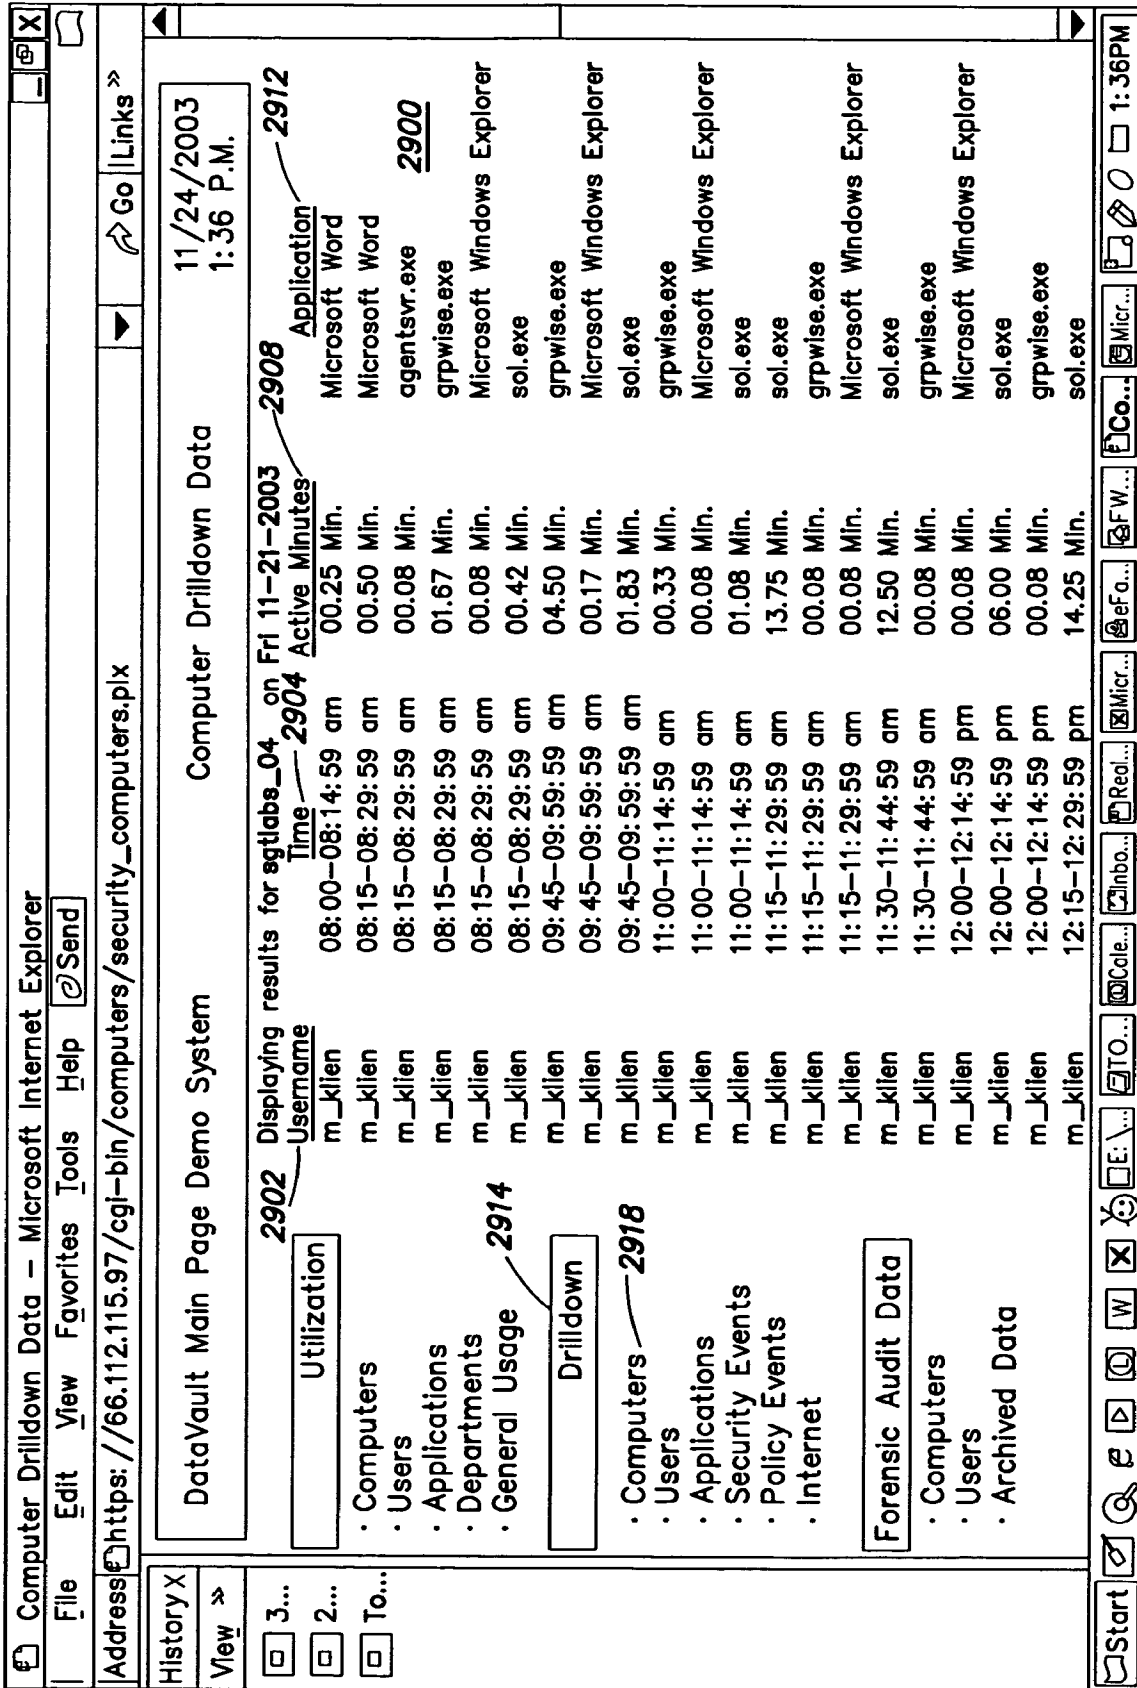 Computer Drilldown Data – Microsoft Internet Explorer
File Edit View Favorites Tools Help Send
Address https://66.112.115.97/cgi-bin/computers/security_computers.plx Go Links »
History X
View »
3...
2...
To...
DataVault Main Page Demo System Computer Drilldown Data 11/24/2003
1:36 P.M.
Displaying results for sgtlabs_04 on Fri 11-21-2003
2902 2904 2908 2912
Username Time Active Minutes Application
m_klien 08:00-08:14:59 am 00.25 Min. Microsoft Word
m_klien 08:15-08:29:59 am 00.50 Min. Microsoft Word
m_klien 08:15-08:29:59 am 00.08 Min. agentsvr.exe
2900
m_klien 08:15-08:29:59 am 01.67 Min. grpwise.exe
m_klien 08:15-08:29:59 am 00.08 Min. Microsoft Windows Explorer
m_klien 08:15-08:29:59 am 00.42 Min. sol.exe
m_klien 09:45-09:59:59 am 04.50 Min. grpwise.exe
m_klien 09:45-09:59:59 am 00.17 Min. Microsoft Windows Explorer
m_klien 09:45-09:59:59 am 01.83 Min. sol.exe
m_klien 11:00-11:14:59 am 00.33 Min. grpwise.exe
m_klien 11:00-11:14:59 am 00.08 Min. Microsoft Windows Explorer
m_klien 11:00-11:14:59 am 01.08 Min. sol.exe
m_klien 11:15-11:29:59 am 13.75 Min. sol.exe
m_klien 11:15-11:29:59 am 00.08 Min. grpwise.exe
m_klien 11:15-11:29:59 am 00.08 Min. Microsoft Windows Explorer
m_klien 11:30-11:44:59 am 12.50 Min. sol.exe
m_klien 11:30-11:44:59 am 00.08 Min. grpwise.exe
m_klien 12:00-12:14:59 pm 00.08 Min. Microsoft Windows Explorer
m_klien 12:00-12:14:59 pm 06.00 Min. sol.exe
m_klien 12:00-12:14:59 pm 00.08 Min. grpwise.exe
m_klien 12:15-12:29:59 pm 14.25 Min. sol.exe
Utilization
· Computers
· Users
· Applications
· Departments
· General Usage
2914
Drilldown
· Computers 2918
· Users
· Applications
· Security Events
· Policy Events
· Internet
Forensic Audit Data
· Computers
· Users
· Archived Data
Start E:\... TO... Cale... Inbo... Real... Micr... eFa... FW... Co... Micr... 1:36PM